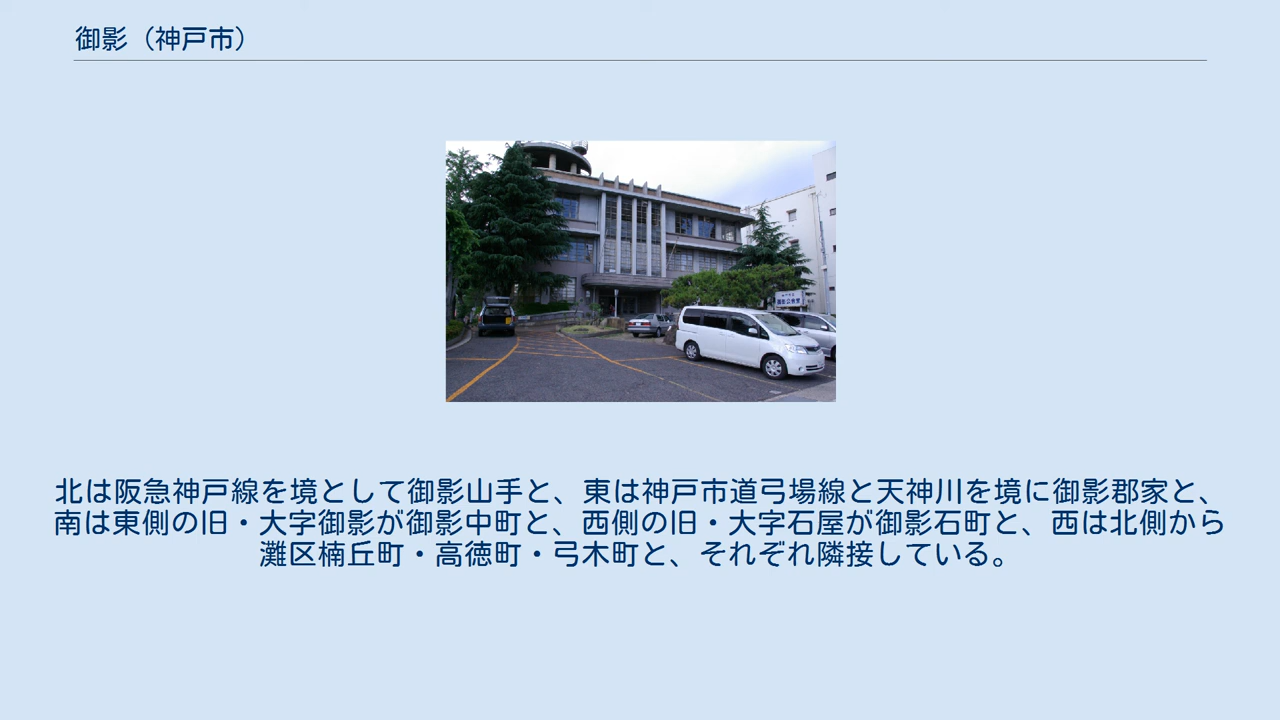 御影（神戸市）
御影公会堂
北は阪急神戸線を境として御影山手と、東は神戸市道弓場線と天神川を境に御影郡家と、
南は東側の旧・大字御影が御影中町と、西側の旧・大字石屋が御影石町と、西は北側から
灘区楠丘町・高徳町・弓木町と、それぞれ隣接している。